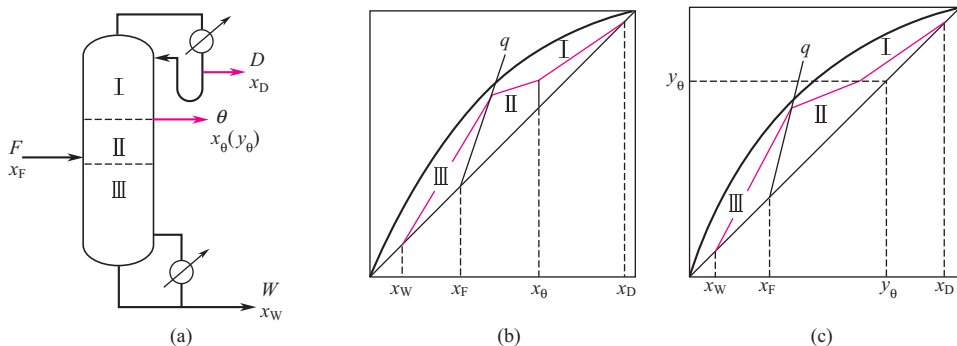 D
x_D
I
θ
x_θ(y_θ)
II
F
x_F
III
W
x_W
(a)
q
I
II
III
x_W
x_F
x_θ
x_D
(b)
q
I
y_θ
II
III
x_W
x_F
y_θ
x_D
(c)